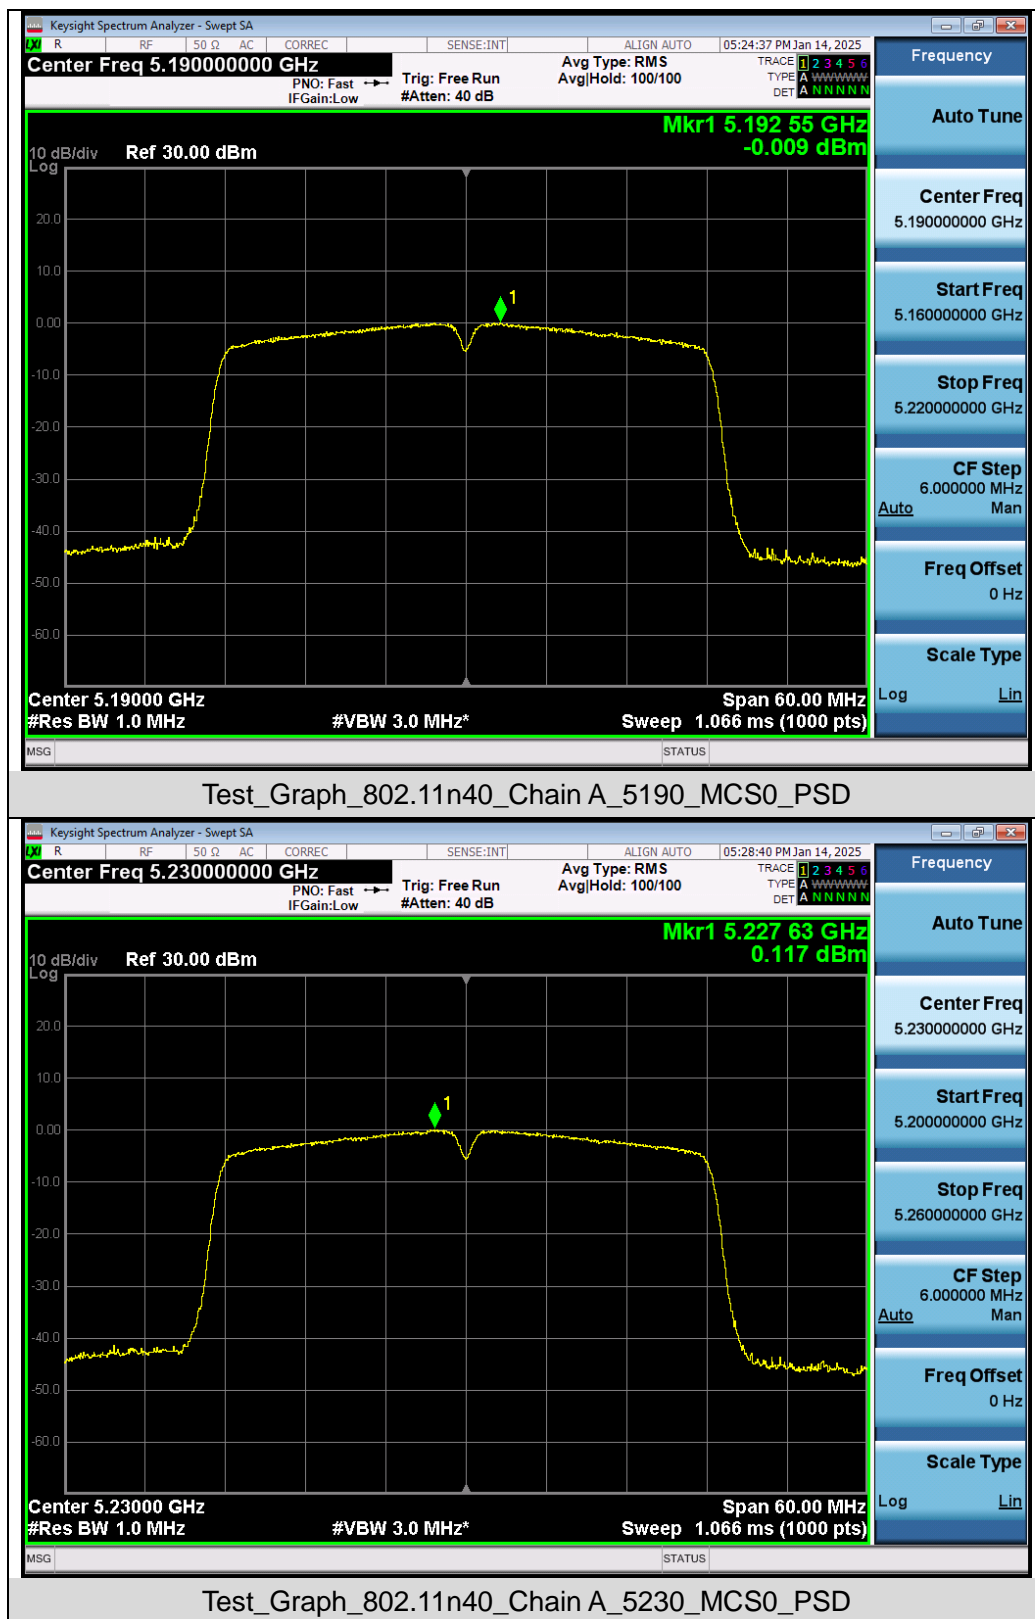 Keysight Spectrum Analyzer - Swept SA
LXI R RF 50 Ω AC CORREC SENSE:INT ALIGN AUTO 05:24:37 PM Jan 14, 2025
Center Freq 5.190000000 GHz
PNO: Fast
IFGain:Low
Trig: Free Run
#Atten: 40 dB
Avg Type: RMS
Avg|Hold: 100/100
TRACE 1 2 3 4 5 6
TYPE A WWWWW
DET A N N N N N
Mkr1 5.192 55 GHz
-0.009 dBm
10 dB/div Ref 30.00 dBm
Log
20.0
10.0
0.00
-10.0
-20.0
-30.0
-40.0
-50.0
-60.0
1
Center 5.19000 GHz Span 60.00 MHz
#Res BW 1.0 MHz #VBW 3.0 MHz* Sweep 1.066 ms (1000 pts)
MSG STATUS
Frequency
Auto Tune
Center Freq
5.190000000 GHz
Start Freq
5.160000000 GHz
Stop Freq
5.220000000 GHz
CF Step
6.000000 MHz
Auto Man
Freq Offset
0 Hz
Scale Type
Log Lin
Test_Graph_802.11n40_Chain A_5190_MCS0_PSD
Keysight Spectrum Analyzer - Swept SA
LXI R RF 50 Ω AC CORREC SENSE:INT ALIGN AUTO 05:28:40 PM Jan 14, 2025
Center Freq 5.230000000 GHz
PNO: Fast
IFGain:Low
Trig: Free Run
#Atten: 40 dB
Avg Type: RMS
Avg|Hold: 100/100
TRACE 1 2 3 4 5 6
TYPE A WWWWW
DET A N N N N N
Mkr1 5.227 63 GHz
0.117 dBm
10 dB/div Ref 30.00 dBm
Log
20.0
10.0
0.00
-10.0
-20.0
-30.0
-40.0
-50.0
-60.0
1
Center 5.23000 GHz Span 60.00 MHz
#Res BW 1.0 MHz #VBW 3.0 MHz* Sweep 1.066 ms (1000 pts)
MSG STATUS
Frequency
Auto Tune
Center Freq
5.230000000 GHz
Start Freq
5.200000000 GHz
Stop Freq
5.260000000 GHz
CF Step
6.000000 MHz
Auto Man
Freq Offset
0 Hz
Scale Type
Log Lin
Test_Graph_802.11n40_Chain A_5230_MCS0_PSD